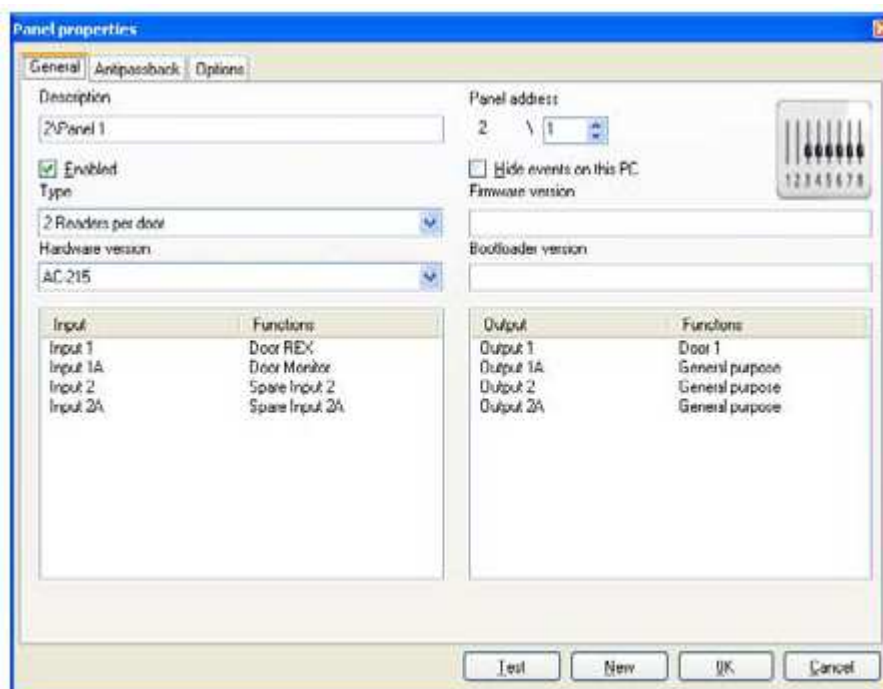 Panel properties
General Antipassback Options
Description
2\Panel 1
Panel address
2 \ 1
Enabled
Hide events on this PC
12345678
Type
2 Readers per door
Firmware version
Hardware version
AC-215
Bootloader version
Input Functions
Input 1 Door REX
Input 1A Door Monitor
Input 2 Spare Input 2
Input 2A Spare Input 2A
Output Functions
Output 1 Door 1
Output 1A General purpose
Output 2 General purpose
Output 2A General purpose
Test New OK Cancel